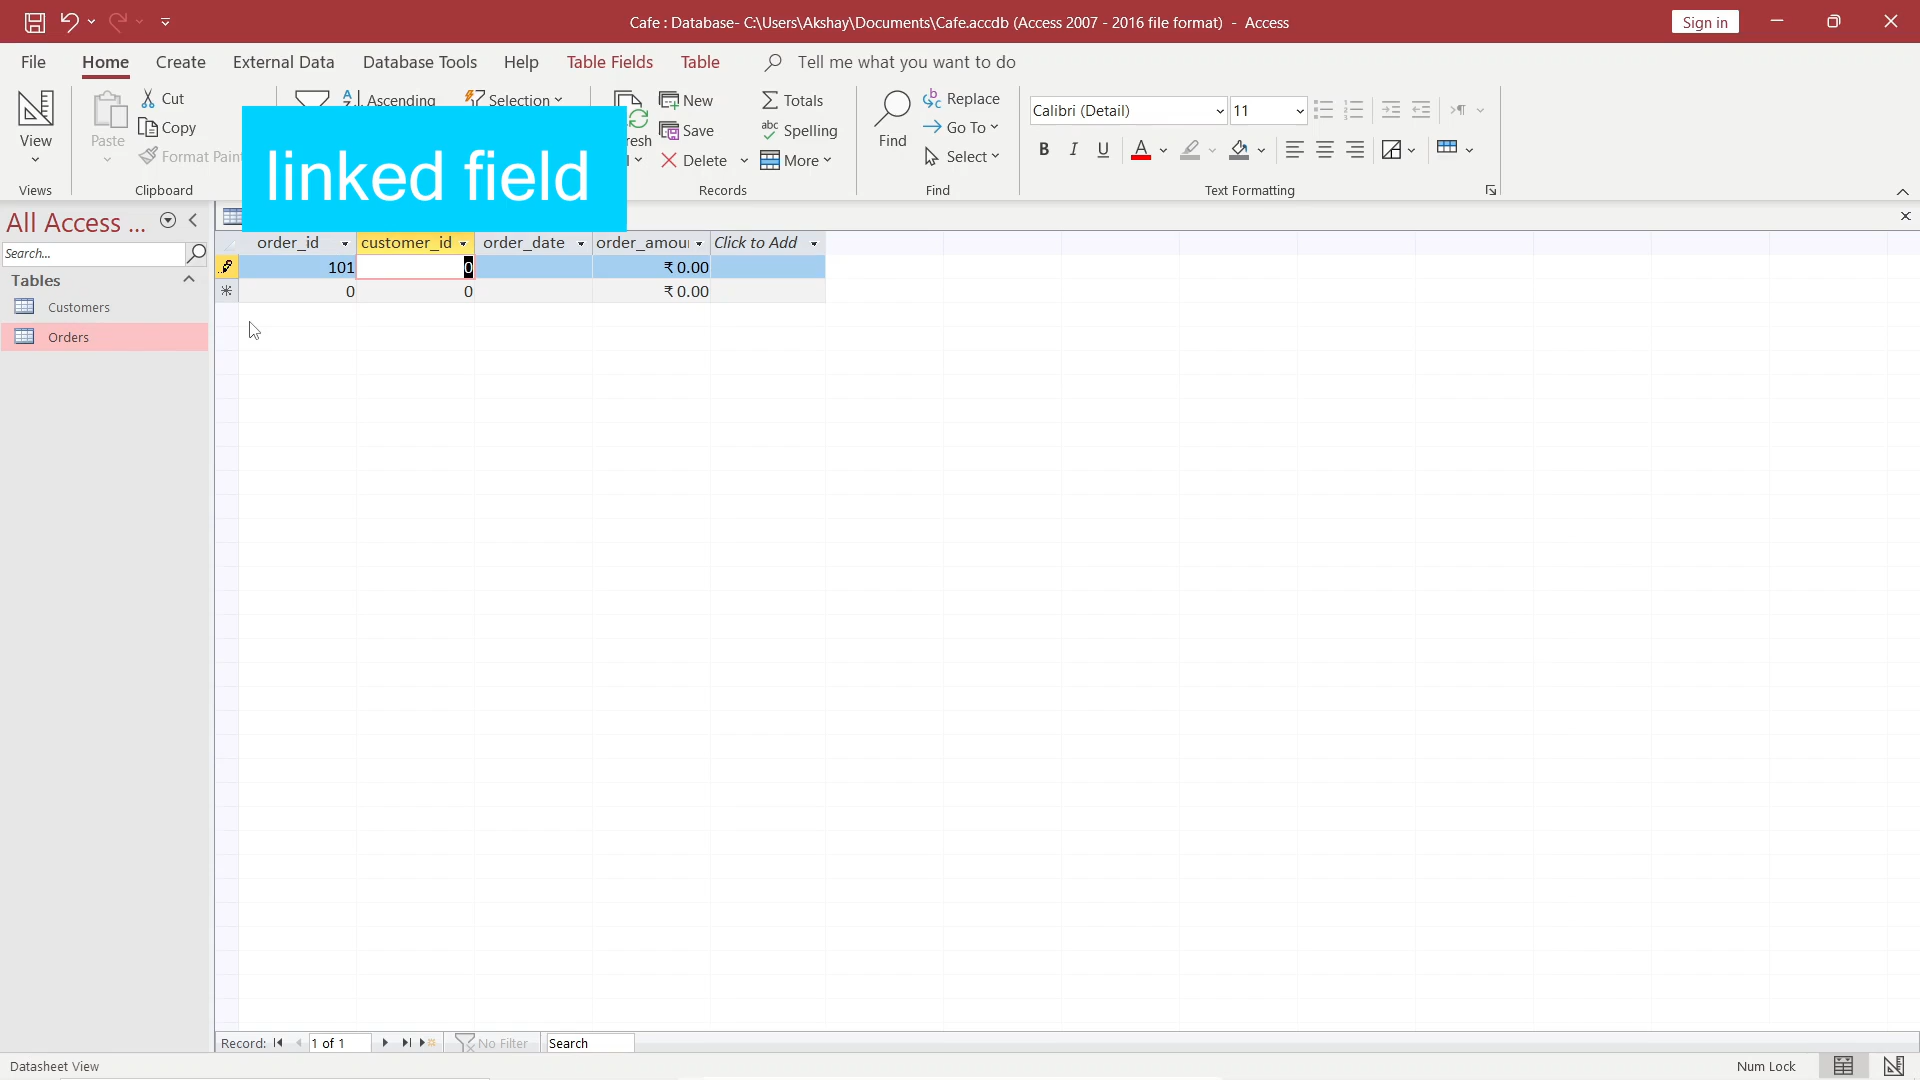 Cafe : Database- C:\Users\Akshay\Documents\Cafe.accdb (Access 2007 - 2016 file format) - Access
Sign in
File Home Create External Data Database Tools Help Table Fields Table Tell me what you want to do
View
Views
Paste
Cut
Copy
Format Paint
Clipboard
Ascending
Selection
linked field
resh
New
Save
Delete
Totals
Spelling
More
Records
Find
Replace
Go To
Select
Find
Calibri (Detail) 11
B I U A
Text Formatting
All Access ...
Search...
Tables
Customers
Orders
order_id customer_id order_date order_amou Click to Add
101 0 ₹0.00
0 0 ₹0.00
Record: 1 of 1 No Filter Search
Datasheet View
Num Lock